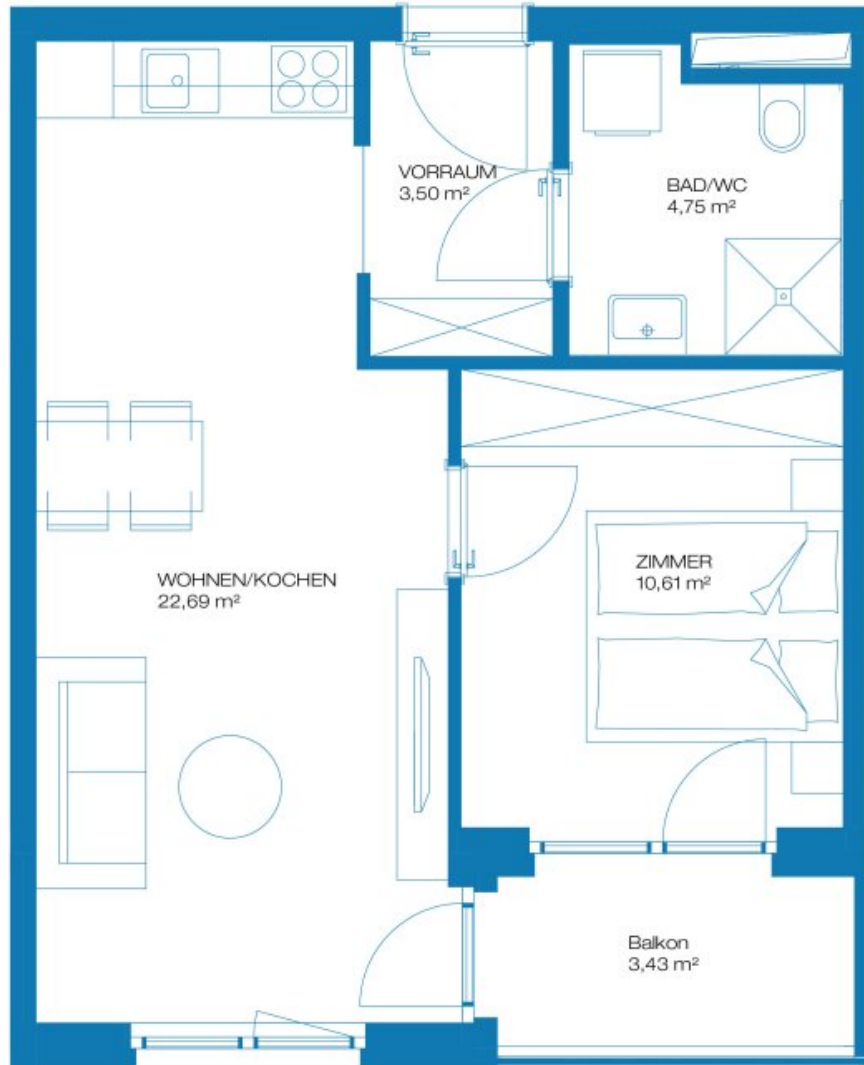 VORRAUM
3,50 m²
BAD/WC
4,75 m²
WOHNEN/KOCHEN
22,69 m²
ZIMMER
10,61 m²
Balkon
3,43 m²